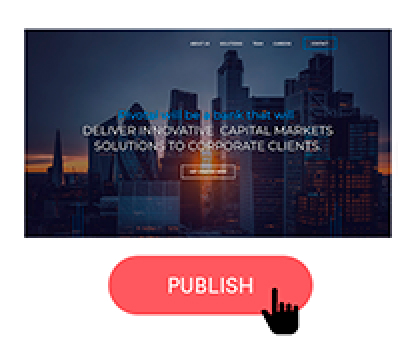 ABOUT US SOLUTIONS TEAM CAREERS CONTACT
Pivotal will be a bank that will
DELIVER INNOVATIVE CAPITAL MARKETS
SOLUTIONS TO CORPORATE CLIENTS.
PUBLISH